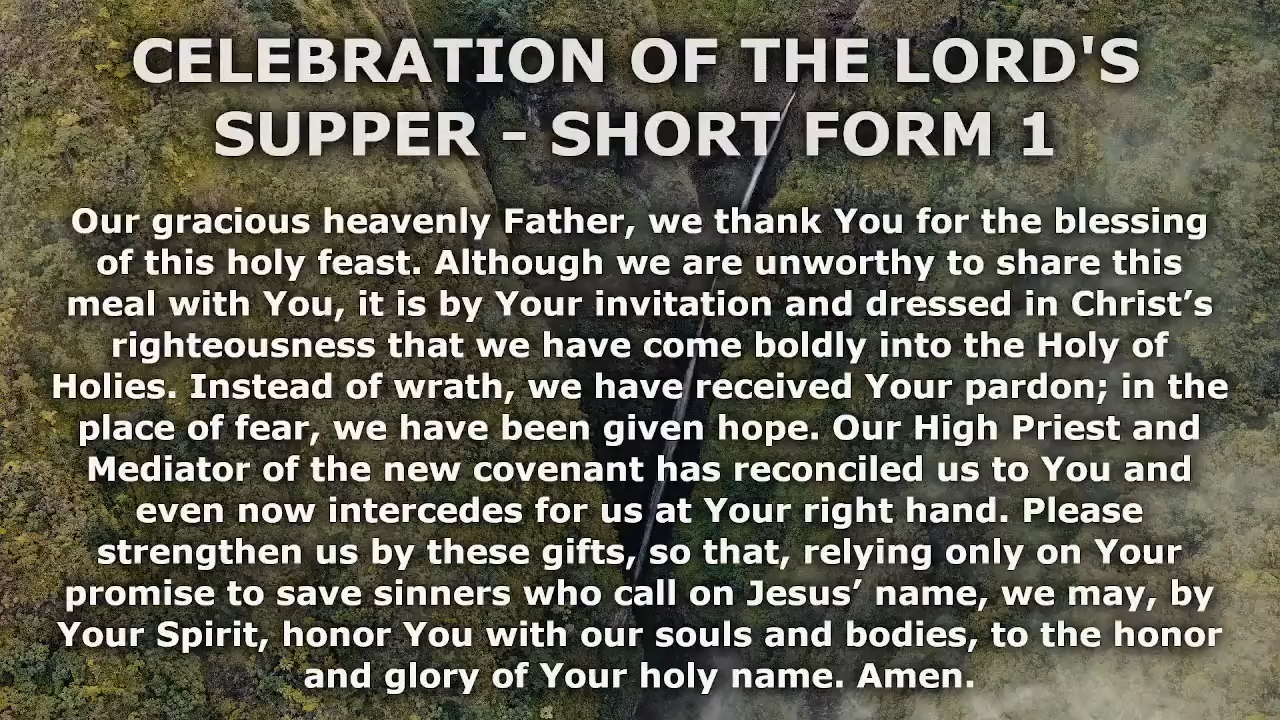 CELEBRATION OF THE LORD'S
SUPPER - SHORT FORM 1
Our gracious heavenly Father, we thank You for the blessing
of this holy feast. Although we are unworthy to share this
meal with You, it is by Your invitation and dressed in Christ’s
righteousness that we have come boldly into the Holy of
Holies. Instead of wrath, we have received Your pardon; in the
place of fear, we have been given hope. Our High Priest and
Mediator of the new covenant has reconciled us to You and
even now intercedes for us at Your right hand. Please
strengthen us by these gifts, so that, relying only on Your
promise to save sinners who call on Jesus’ name, we may, by
Your Spirit, honor You with our souls and bodies, to the honor
and glory of Your holy name. Amen.